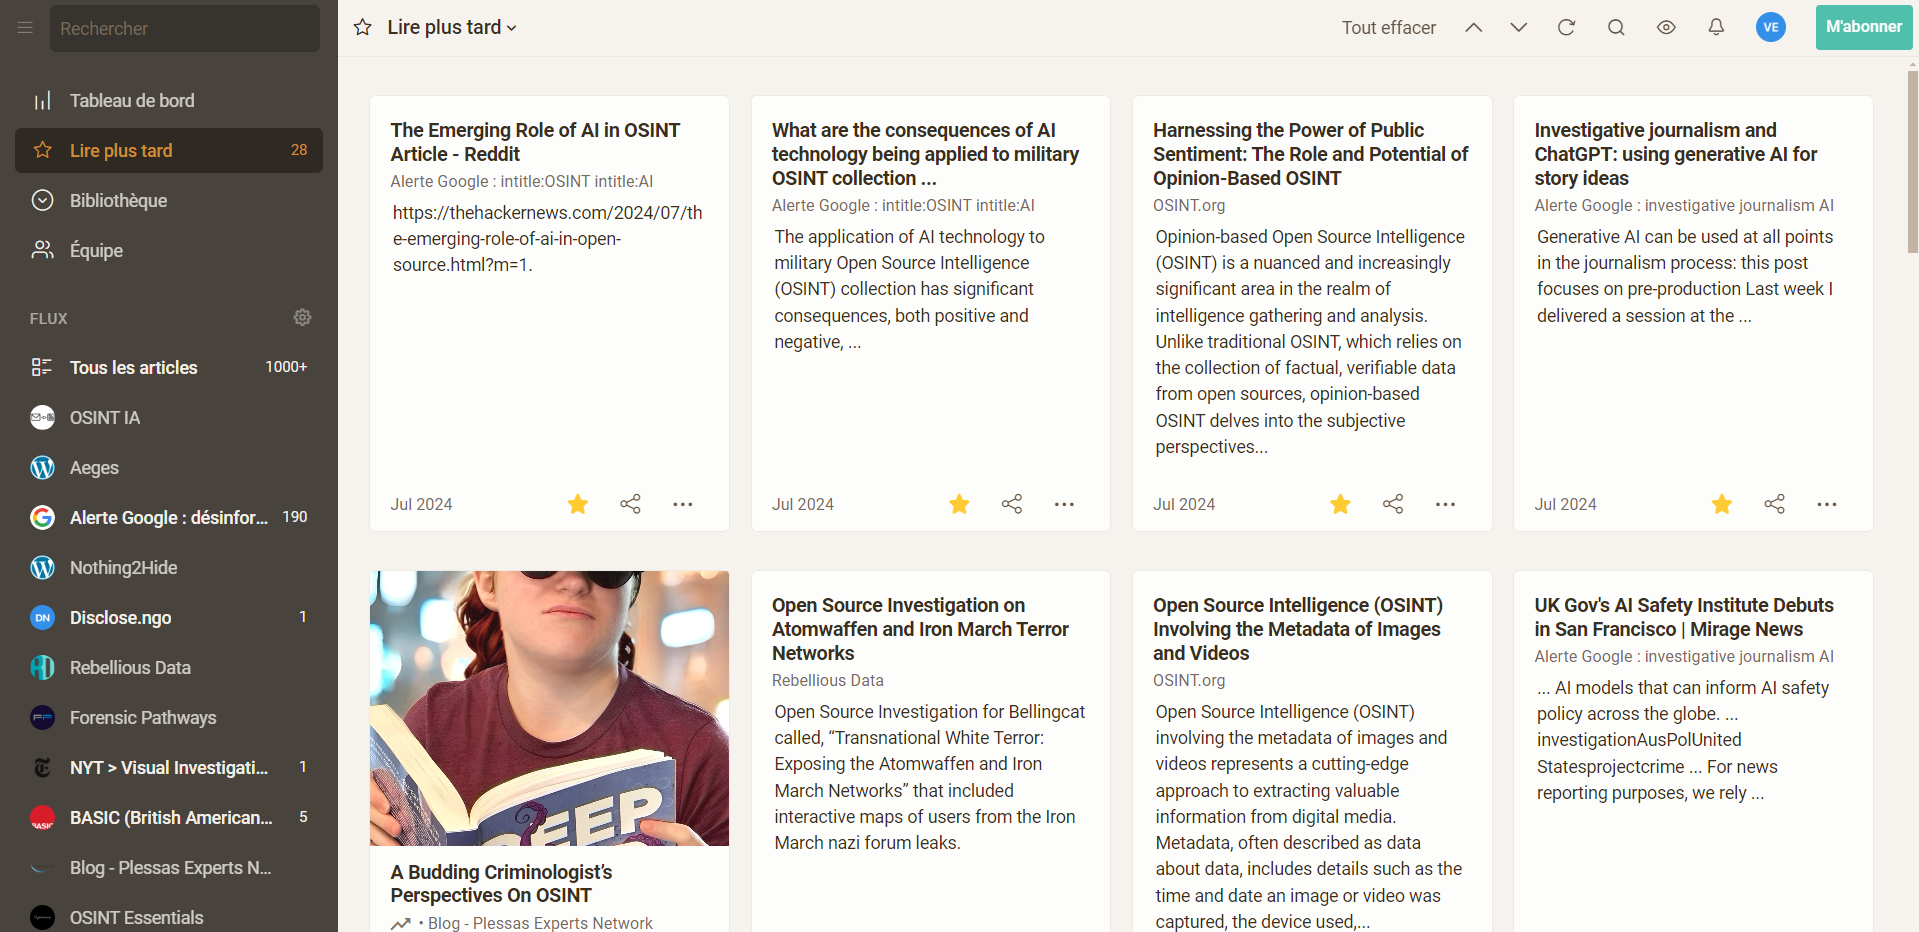 Rechercher
Tableau de bord
Lire plus tard 28
Bibliothèque
Équipe
FLUX
Tous les articles 1000+
OSINT IA
Aeges
Alerte Google : désinfor... 190
Nothing2Hide
DN Disclose.ngo 1
Rebellious Data
FP Forensic Pathways
NYT > Visual Investigati... 1
BASIC BASIC (British American... 5
Blog - Plessas Experts N...
OSINT Essentials
Lire plus tard
Tout effacer
VE
M'abonner
The Emerging Role of AI in OSINT
Article - Reddit
Alerte Google : intitle:OSINT intitle:AI
https://thehackernews.com/2024/07/th
e-emerging-role-of-ai-in-open-
source.html?m=1.
Jul 2024
What are the consequences of AI
technology being applied to military
OSINT collection ...
Alerte Google : intitle:OSINT intitle:AI
The application of AI technology to
military Open Source Intelligence
(OSINT) collection has significant
consequences, both positive and
negative, ...
Jul 2024
Harnessing the Power of Public
Sentiment: The Role and Potential of
Opinion-Based OSINT
OSINT.org
Opinion-based Open Source Intelligence
(OSINT) is a nuanced and increasingly
significant area in the realm of
intelligence gathering and analysis.
Unlike traditional OSINT, which relies on
the collection of factual, verifiable data
from open sources, opinion-based
OSINT delves into the subjective
perspectives...
Jul 2024
Investigative journalism and
ChatGPT: using generative AI for
story ideas
Alerte Google : investigative journalism AI
Generative AI can be used at all points
in the journalism process: this post
focuses on pre-production Last week I
delivered a session at the ...
Jul 2024
DEEP
A Budding Criminologist's
Perspectives On OSINT
• Blog - Plessas Experts Network
Open Source Investigation on
Atomwaffen and Iron March Terror
Networks
Rebellious Data
Open Source Investigation for Bellingcat
called, “Transnational White Terror:
Exposing the Atomwaffen and Iron
March Networks” that included
interactive maps of users from the Iron
March nazi forum leaks.
Open Source Intelligence (OSINT)
Involving the Metadata of Images
and Videos
OSINT.org
Open Source Intelligence (OSINT)
involving the metadata of images and
videos represents a cutting-edge
approach to extracting valuable
information from digital media.
Metadata, often described as data
about data, includes details such as the
time and date an image or video was
captured, the device used,...
UK Gov's AI Safety Institute Debuts
in San Francisco | Mirage News
Alerte Google : investigative journalism AI
... AI models that can inform AI safety
policy across the globe. ...
investigationAusPolUnited
Statesprojectcrime ... For news
reporting purposes, we rely ...